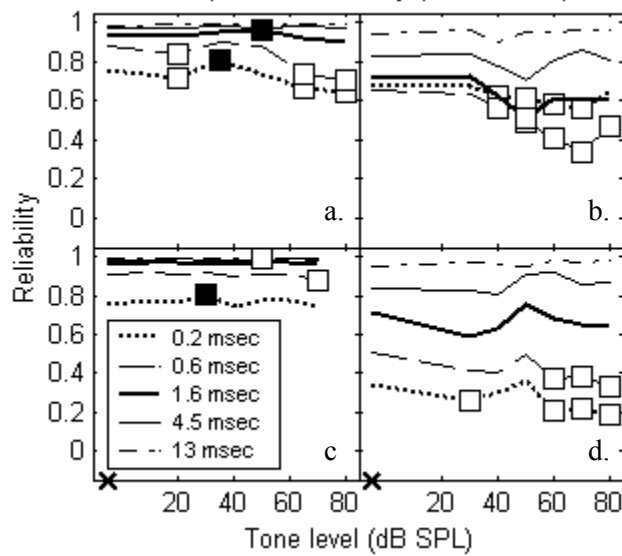 1
0.8
0.6
0.4
0.2
0
a.
b.
Reliability
1
0.8
0.6
0.4
0.2
0
0.2 msec
0.6 msec
1.6 msec
4.5 msec
13 msec
c
d.
20 40 60 80 20 40 60 80
Tone level (dB SPL)